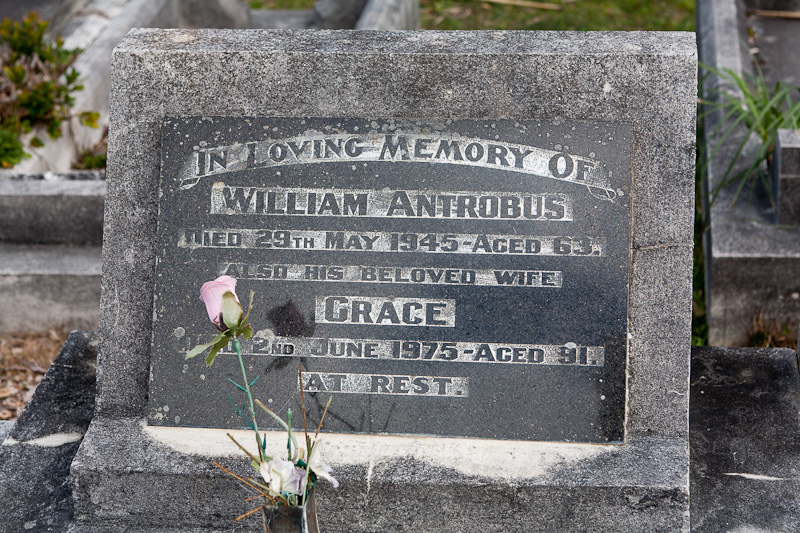 IN LOVING MEMORY OF
WILLIAM ANTROBUS
DIED 29TH MAY 1945-AGED 63.
ALSO HIS BELOVED WIFE
GRACE
DIED 2ND JUNE 1975-AGED 91.
AT REST.